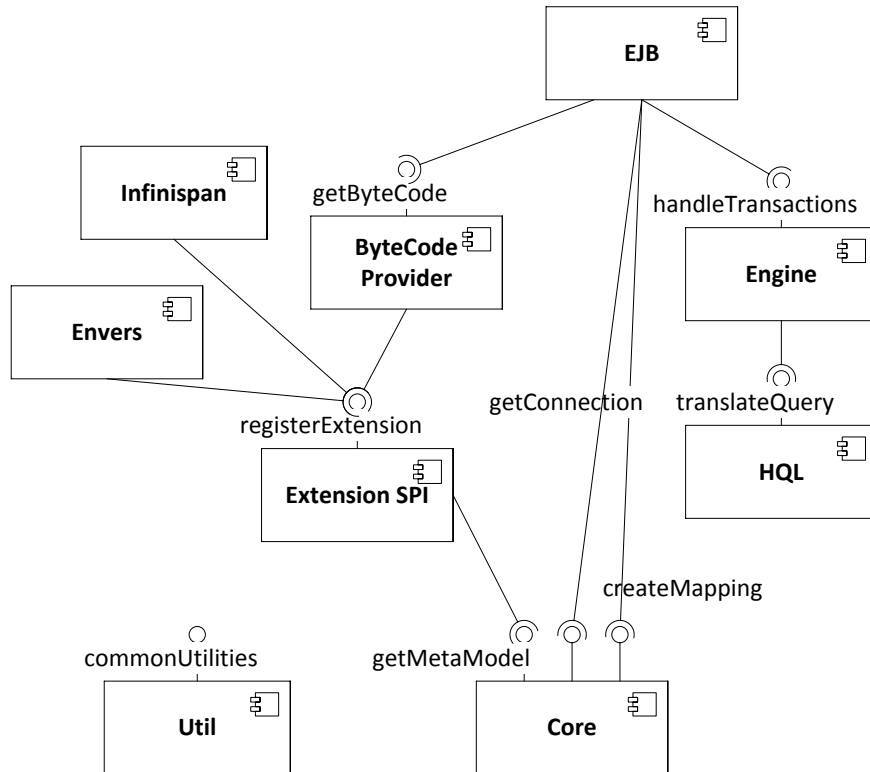 EJB
Infinispan
getByteCode
handleTransactions
ByteCode
Provider
Engine
Envers
getConnection
translateQuery
registerExtension
HQL
Extension SPI
createMapping
commonUtilities
getMetaModel
Util
Core